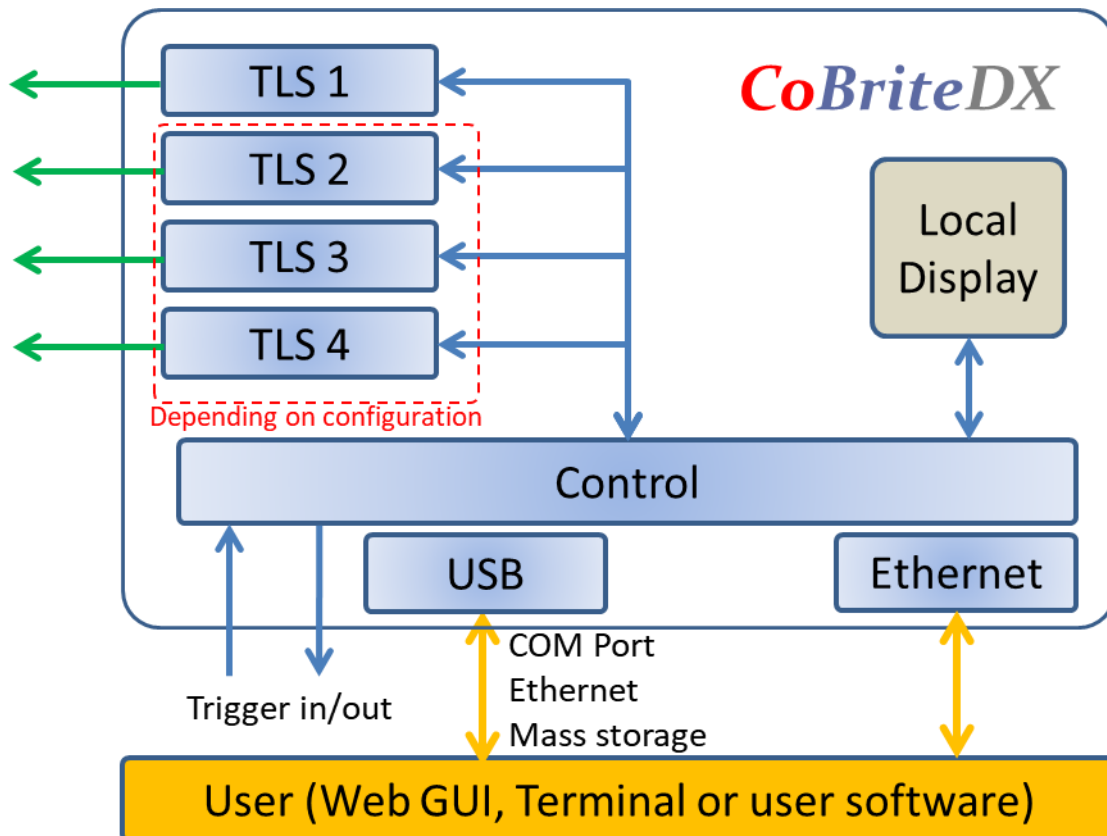 TLS 1
CoBriteDX
TLS 2
TLS 3
TLS 4
Depending on configuration
Local
Display
Control
USB
Ethernet
COM Port
Ethernet
Mass storage
Trigger in/out
User (Web GUI, Terminal or user software)